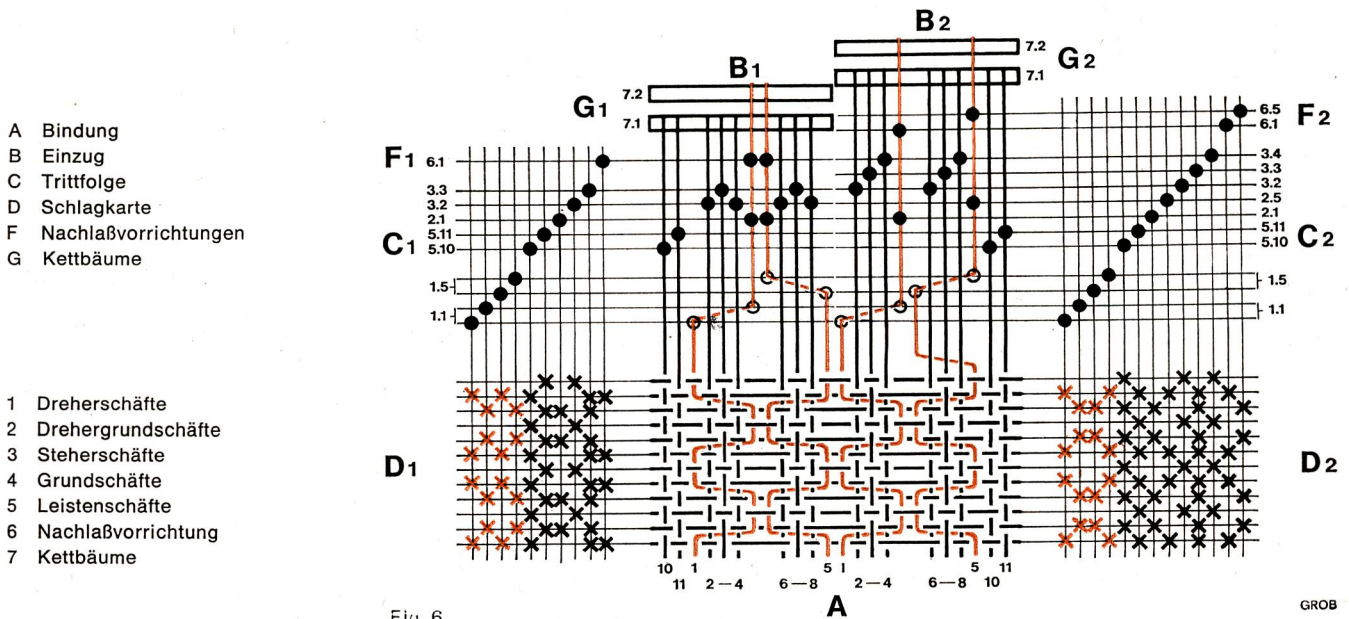 A Bindung
B Einzug
C Trittfolge
D Schlagkarte
F Nachlaßvorrichtungen
G Kettbäume
1 Dreherschäfte
2 Drehergrundschäfte
3 Steherschäfte
4 Grundschäfte
5 Leistenschäfte
6 Nachlaßvorrichtung
7 Kettbäume
B1
B2
G1
7.2
7.1
7.2
7.1
G2
F1
6.1
3.3
3.2
2.1
C1
5.11
5.10
1.5
1.1
6.5
6.1
F2
3.4
3.3
3.2
2.5
2.1
5.11
5.10
C2
1.5
1.1
D1
D2
10 1 5 1 5 11
11 2—4 6—8 2—4 6—8 10
A
Fig. 6
GROB